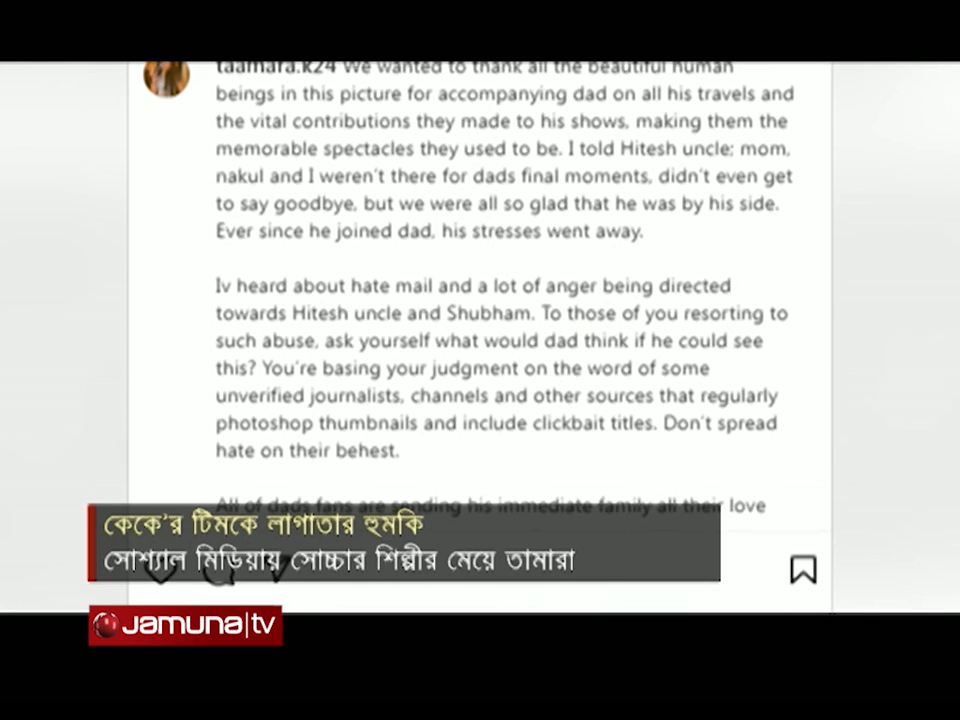 taamara.k24 We wanted to thank all the beautiful human
beings in this picture for accompanying dad on all his travels and
the vital contributions they made to his shows, making them the
memorable spectacles they used to be. I told Hitesh uncle; mom,
nakul and I weren't there for dads final moments, didn't even get
to say goodbye, but we were all so glad that he was by his side.
Ever since he joined dad, his stresses went away.
Iv heard about hate mail and a lot of anger being directed
towards Hitesh uncle and Shubham. To those of you resorting to
such abuse, ask yourself what would dad think if he could see
this? You're basing your judgment on the word of some
unverified journalists, channels and other sources that regularly
photoshop thumbnails and include clickbait titles. Don't spread
hate on their behest.
All of dads fans are sending his immediate family all their love
কেকে'র টিমকে লাগাতার হুমকি
সোশ্যাল মিডিয়ায় সোচ্চার শিল্পীর মেয়ে তামারা
Jamuna|tv